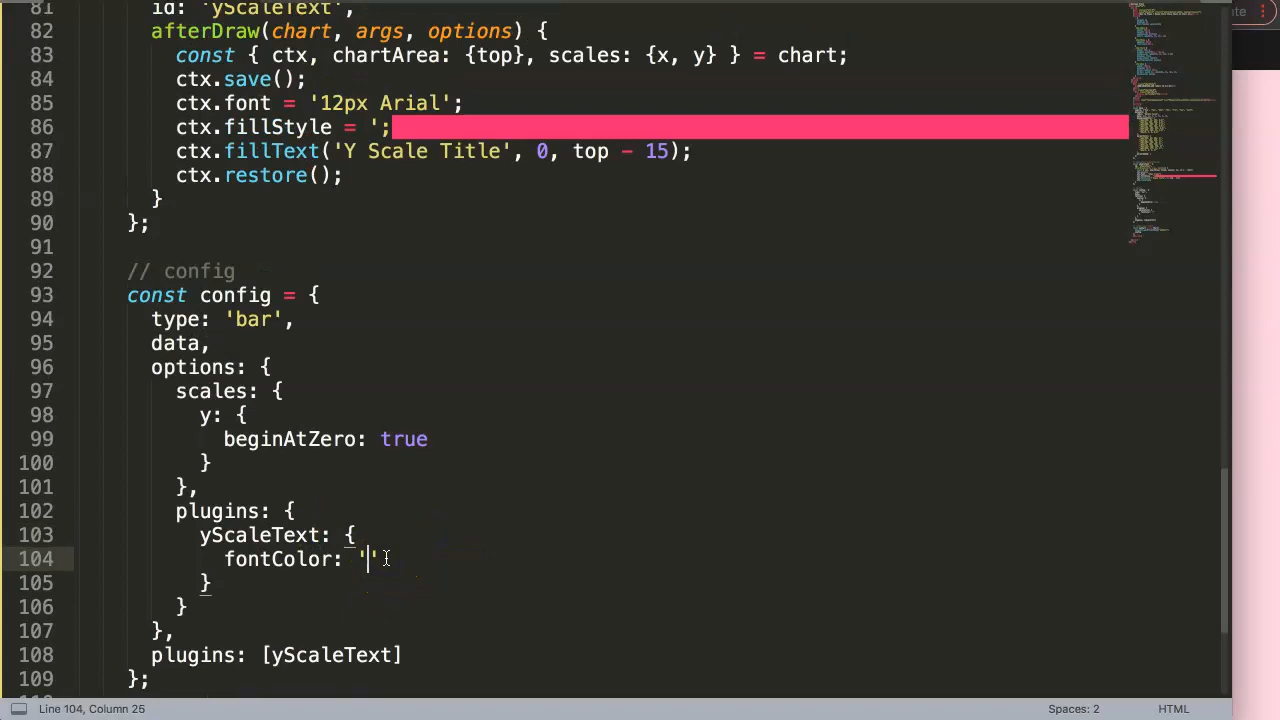 81 id: 'yScaleText',
82 afterDraw(chart, args, options) {
83 const { ctx, chartArea: {top}, scales: {x, y} } = chart;
84 ctx.save();
85 ctx.font = '12px Arial';
86 ctx.fillStyle = ';
87 ctx.fillText('Y Scale Title', 0, top - 15);
88 ctx.restore();
89 }
90 };
91
92 // config
93 const config = {
94 type: 'bar',
95 data,
96 options: {
97 scales: {
98 y: {
99 beginAtZero: true
100 }
101 },
102 plugins: {
103 yScaleText: {
104 fontColor: ''
105 }
106 }
107 },
108 plugins: [yScaleText]
109 };
Line 104, Column 25
Spaces: 2
HTML